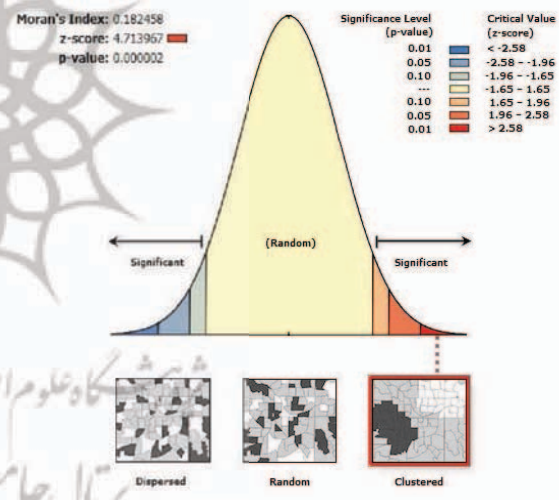 Moran's Index: 0.182458
z-score: 4.713967
p-value: 0.000002
Significance Level
(p-value)
Critical Value
(z-score)
0.01 < -2.58
0.05 -2.58 - -1.96
0.10 -1.96 - -1.65
--- -1.65 - 1.65
0.10 1.65 - 1.96
0.05 1.96 - 2.58
0.01 > 2.58
(Random)
Significant
Significant
Dispersed
Random
Clustered